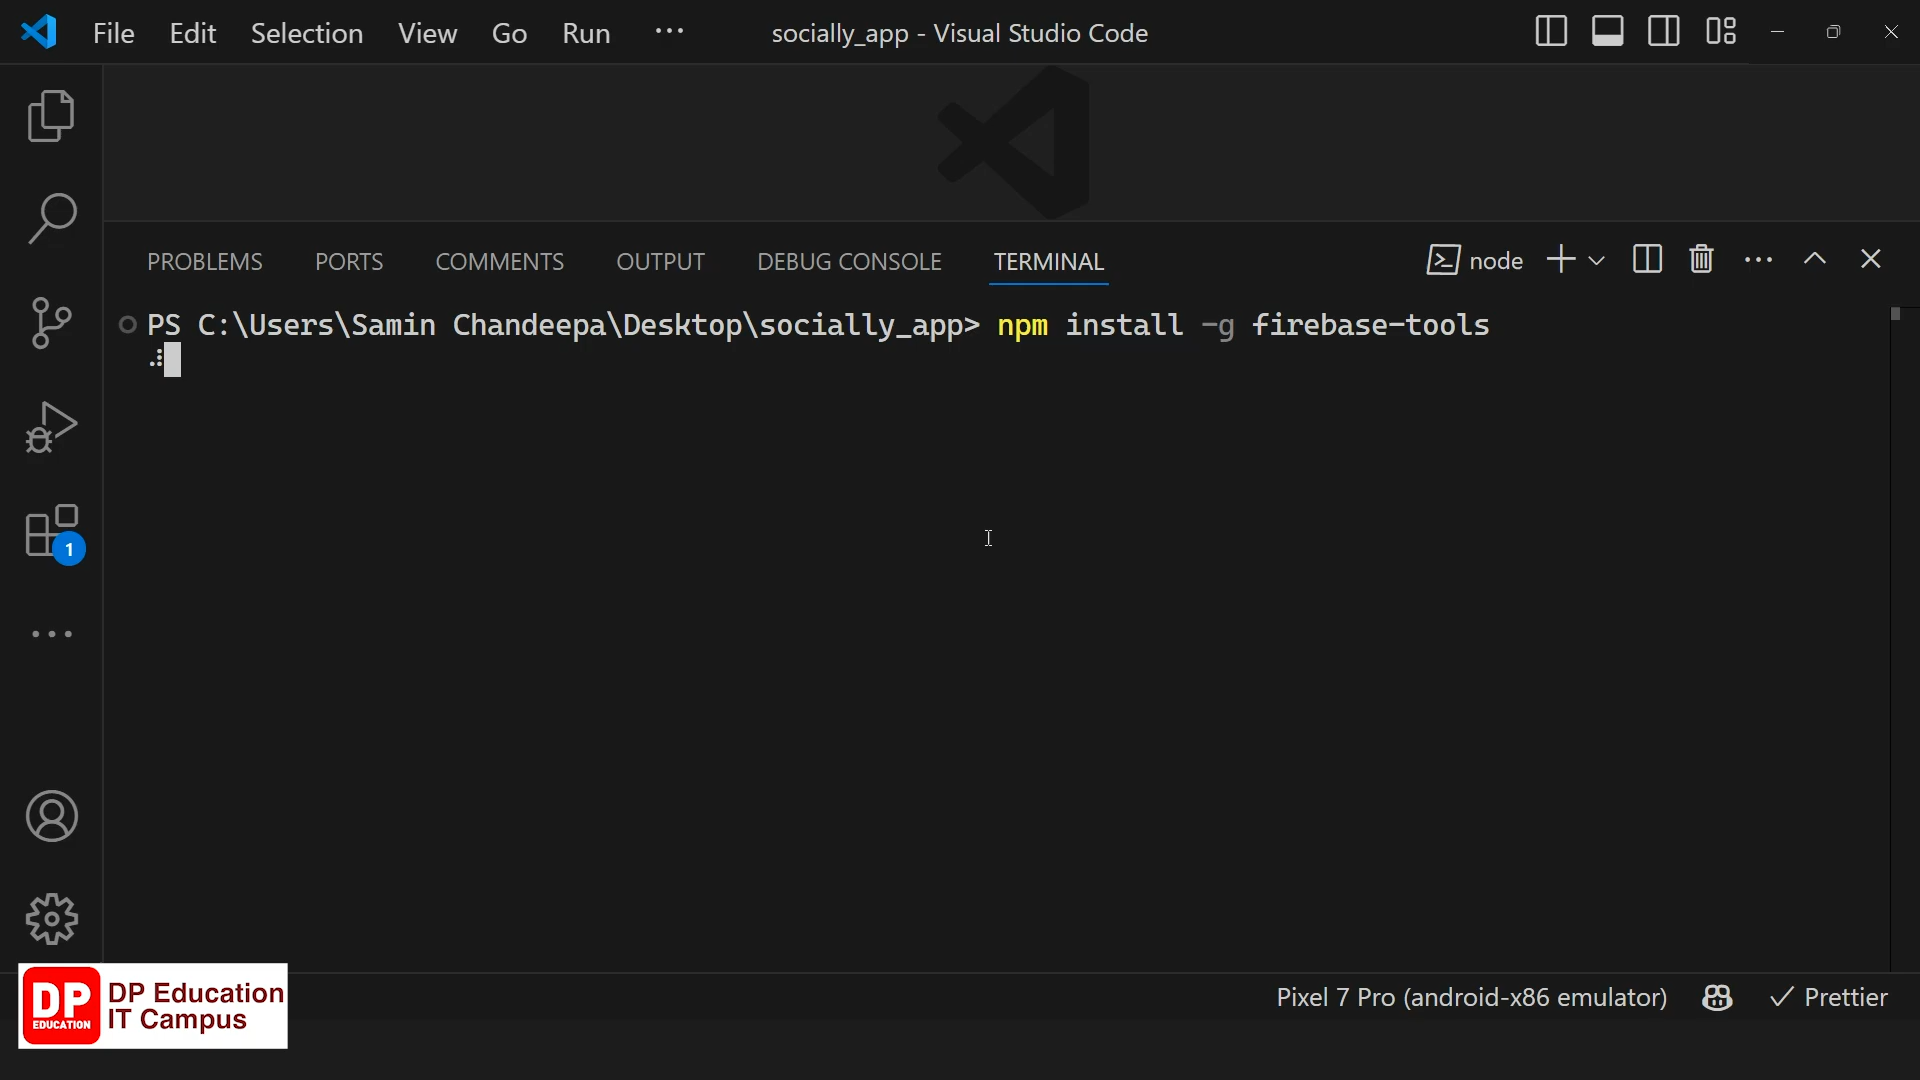 File Edit Selection View Go Run ··· socially_app - Visual Studio Code
PROBLEMS PORTS COMMENTS OUTPUT DEBUG CONSOLE TERMINAL node
PS C:\Users\Samin Chandeepa\Desktop\socially_app> npm install -g firebase-tools
1
DP EDUCATION
DP Education
IT Campus
Pixel 7 Pro (android-x86 emulator) Prettier